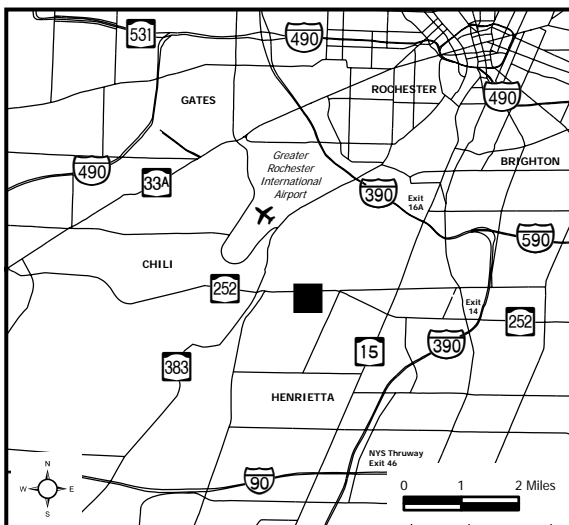 531
490
ROCHESTER
GATES
490
490
33A
Greater
Rochester
International
Airport
390
Exit
16A
BRIGHTON
590
CHILI
252
Exit
14
252
15
390
383
HENRIETTA
N
W
E
S
NYS Thruway
Exit 46
90
0 1 2 Miles